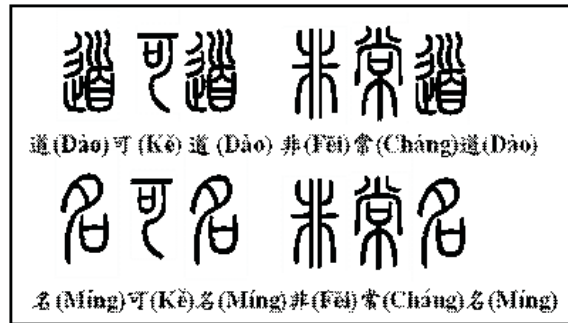 道可道 非常道
道(Dào)可(Kě)道(Dào)非(Fēi)常(Cháng)道(Dào)
名可名 非常名
名(Míng)可(Kě)名(Míng)非(Fēi)常(Cháng)名(Míng)